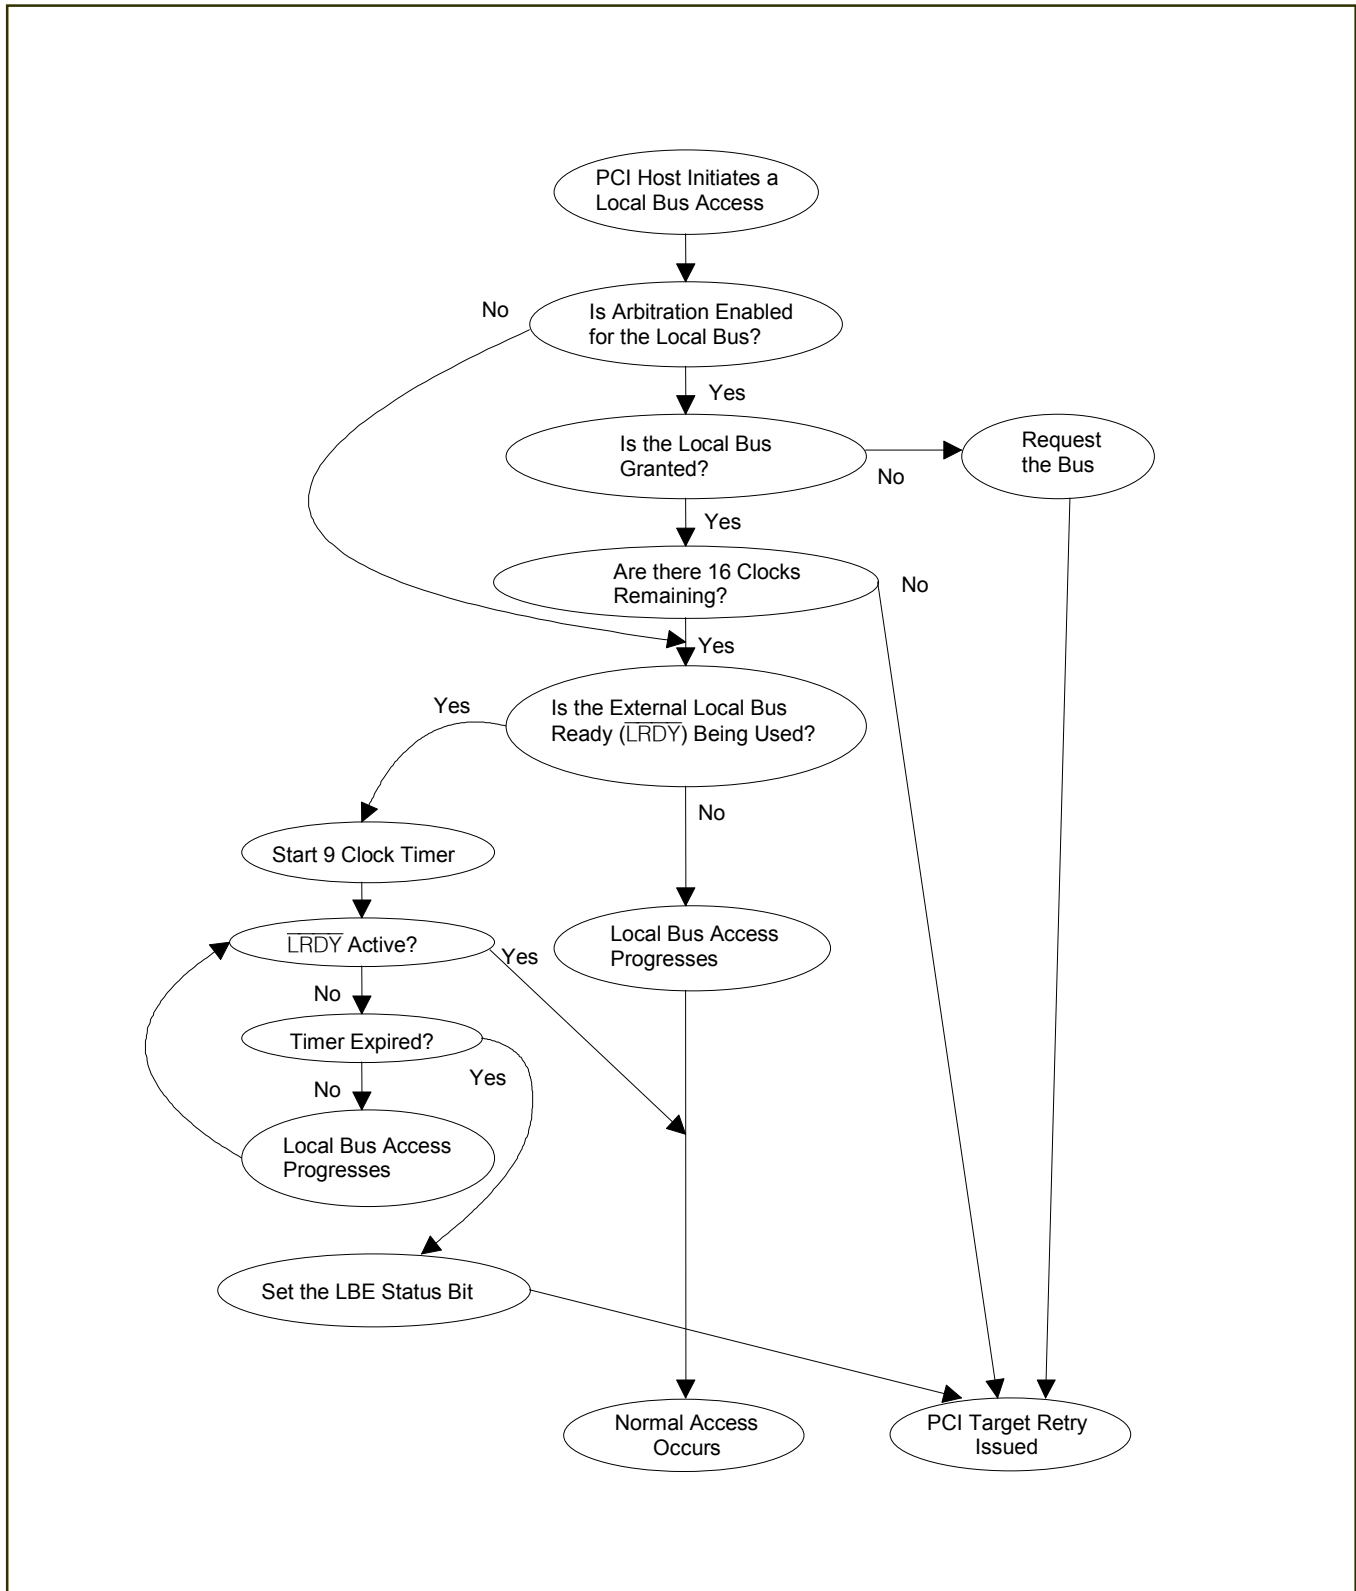 PCI Host Initiates a
Local Bus Access
No
Is Arbitration Enabled
for the Local Bus?
Yes
Is the Local Bus
Granted?
No
Request
the Bus
Yes
Are there 16 Clocks
Remaining?
No
Yes
Is the External Local Bus
Ready (L̅R̅D̅Y̅) Being Used?
Yes
No
Start 9 Clock Timer
L̅R̅D̅Y̅ Active?
Yes
Local Bus Access
Progresses
No
Timer Expired?
Yes
No
Local Bus Access
Progresses
Set the LBE Status Bit
Normal Access
Occurs
PCI Target Retry
Issued